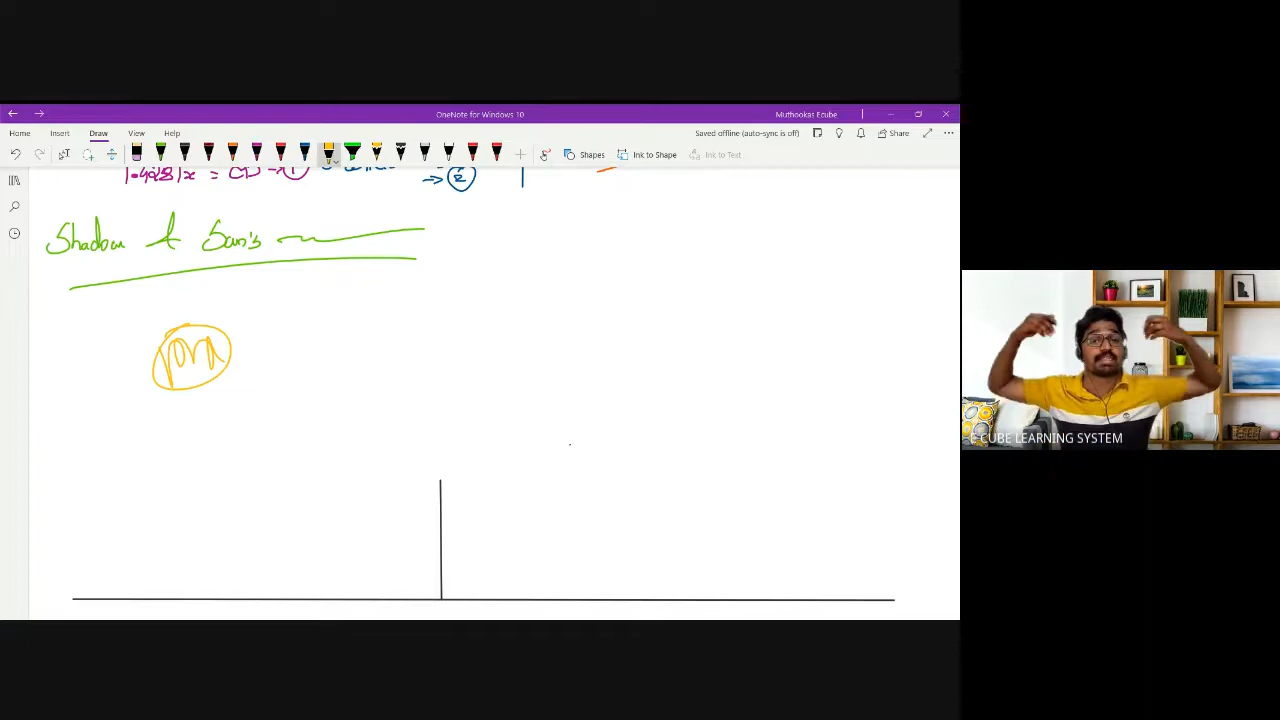 OneNote for Windows 10
Muthookas Ecube
Home Insert Draw View Help
Saved offline (auto-sync is off)
Share
Shapes
Ink to Shape
Ink to Text
Shadow & Sun's
E CUBE LEARNING SYSTEM